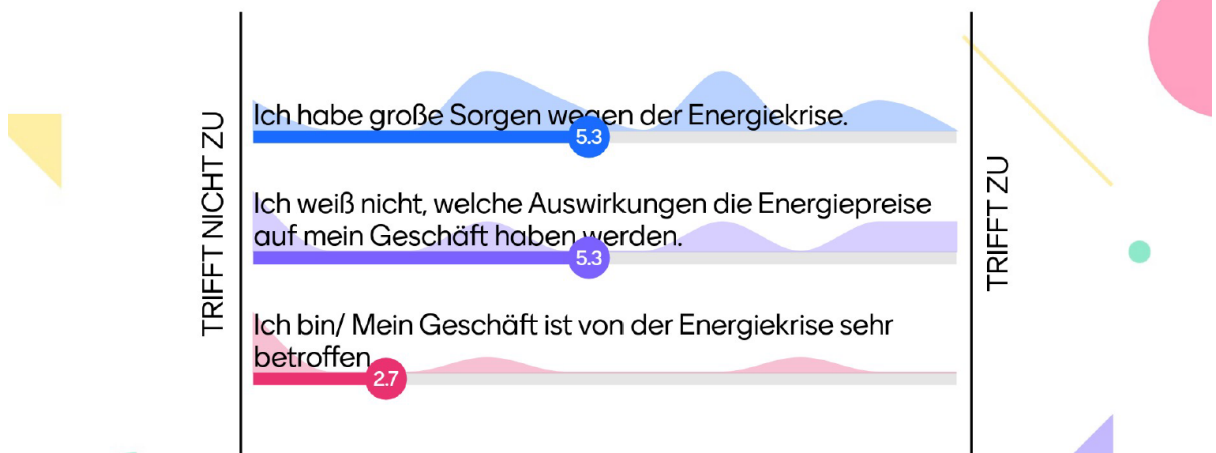 TRIFFT NICHT ZU
Ich habe große Sorgen wegen der Energiekrise.
5.3
Ich weiß nicht, welche Auswirkungen die Energiepreise
auf mein Geschäft haben werden.
5.3
Ich bin/ Mein Geschäft ist von der Energiekrise sehr
betroffen.
2.7
TRIFFT ZU